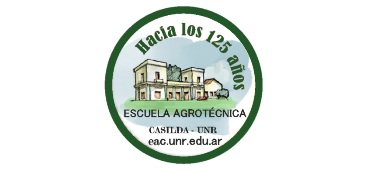 Hacia los 125 años
ESCUELA AGROTÉCNICA
CASILDA - UNR
eac.unr.edu.ar